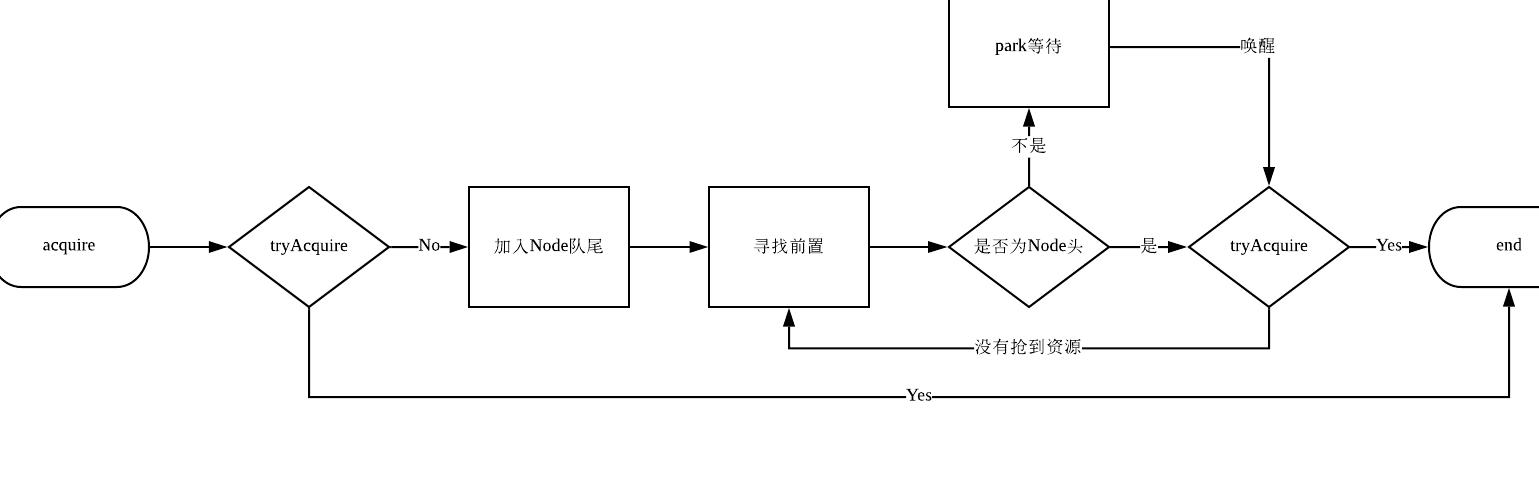 park等待
唤醒
不是
acquire
tryAcquire
No
加入Node队尾
寻找前置
是否为Node头
是
tryAcquire
Yes
end
没有抢到资源
Yes